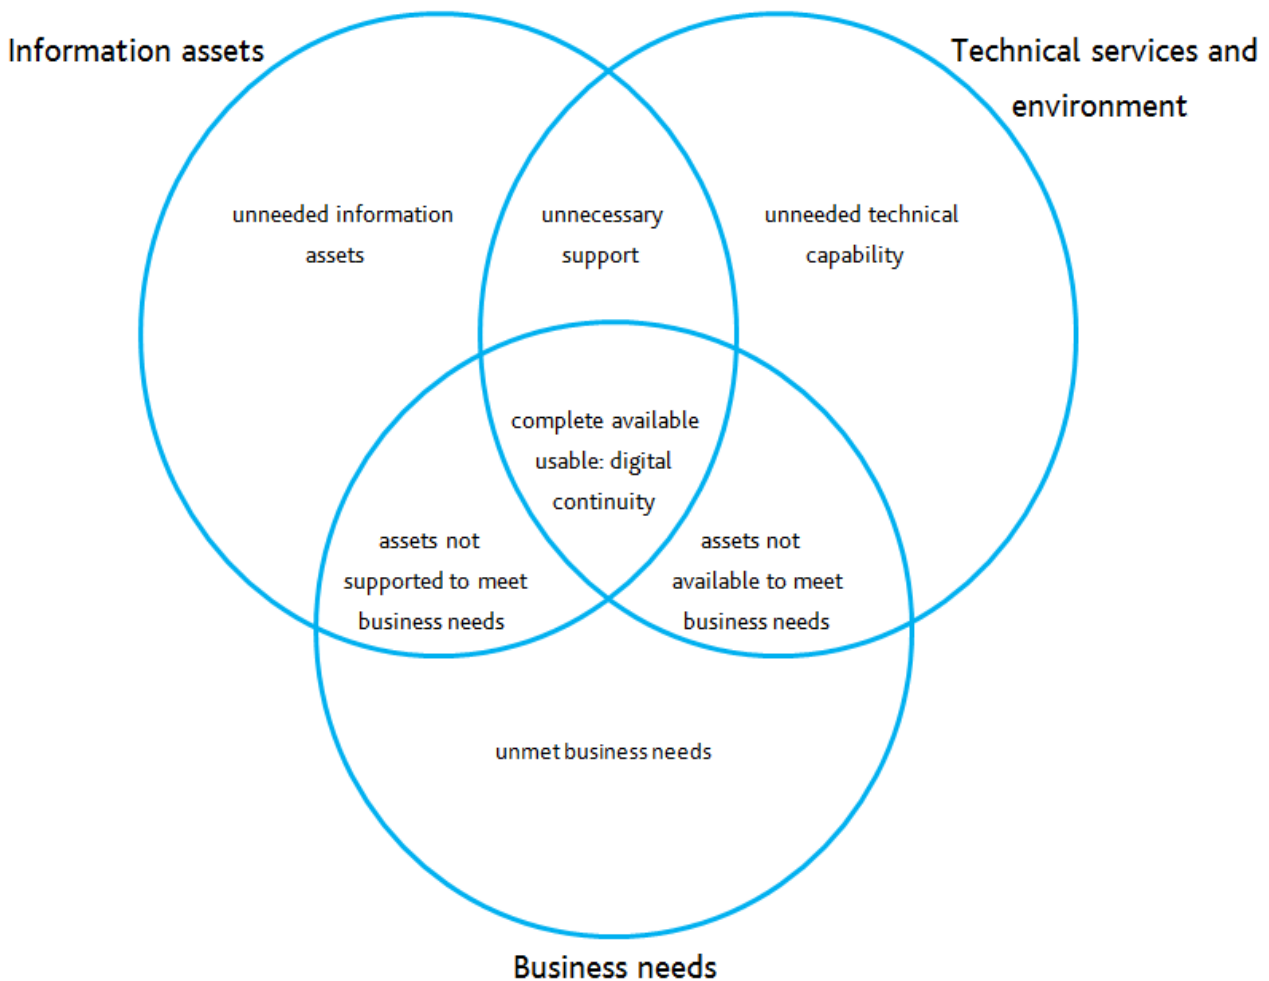 Information assets
Technical services and
environment
unneeded information
assets
unnecessary
support
unneeded technical
capability
complete available
usable: digital
continuity
assets not
supported to meet
business needs
assets not
available to meet
business needs
unmet business needs
Business needs